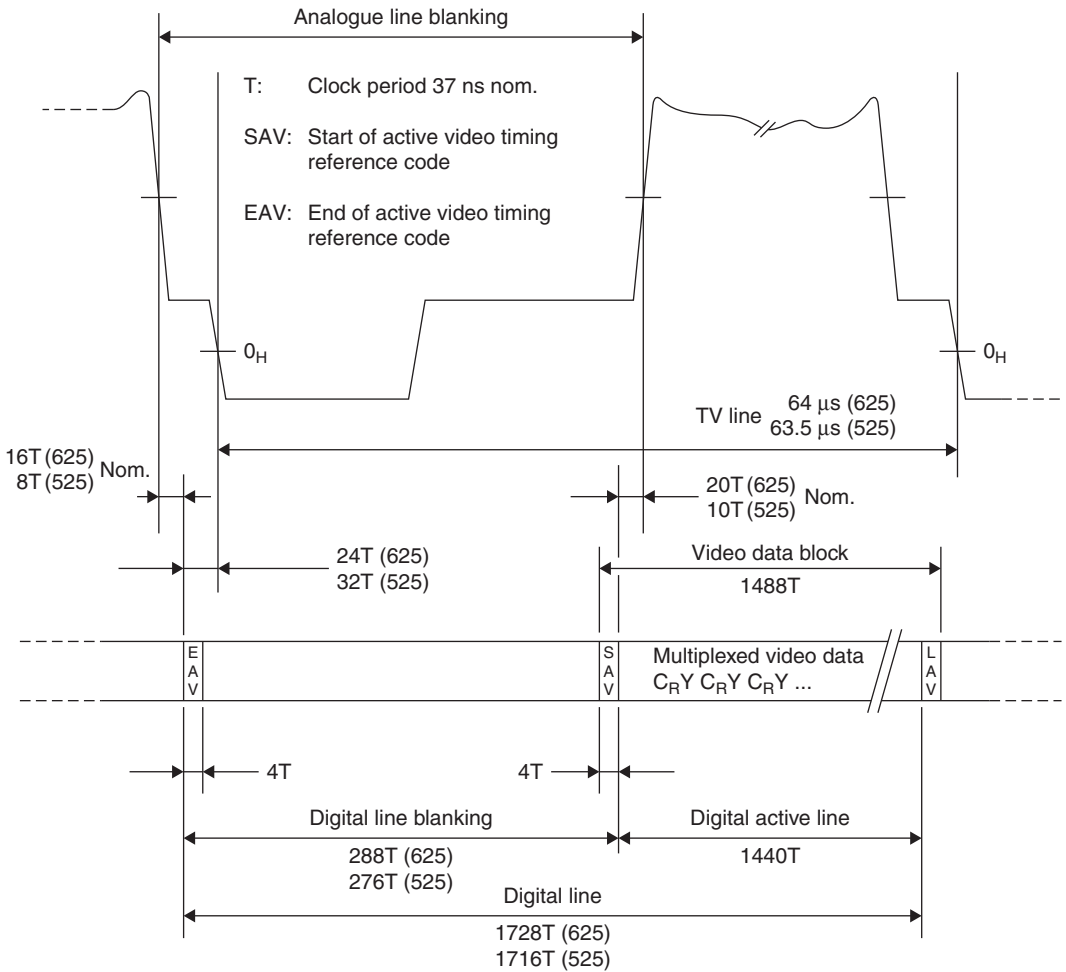 Analogue line blanking
T: Clock period 37 ns nom.
SAV: Start of active video timing
reference code
EAV: End of active video timing
reference code
0H
0H
TV line 64 μs (625)
63.5 μs (525)
16T (625)
8T (525) Nom.
20T (625)
10T (525) Nom.
24T (625)
32T (525)
Video data block
1488T
EAV
SAV
Multiplexed video data
CRY CRY CRY ...
LAV
4T
4T
Digital line blanking
288T (625)
276T (525)
Digital active line
1440T
Digital line
1728T (625)
1716T (525)